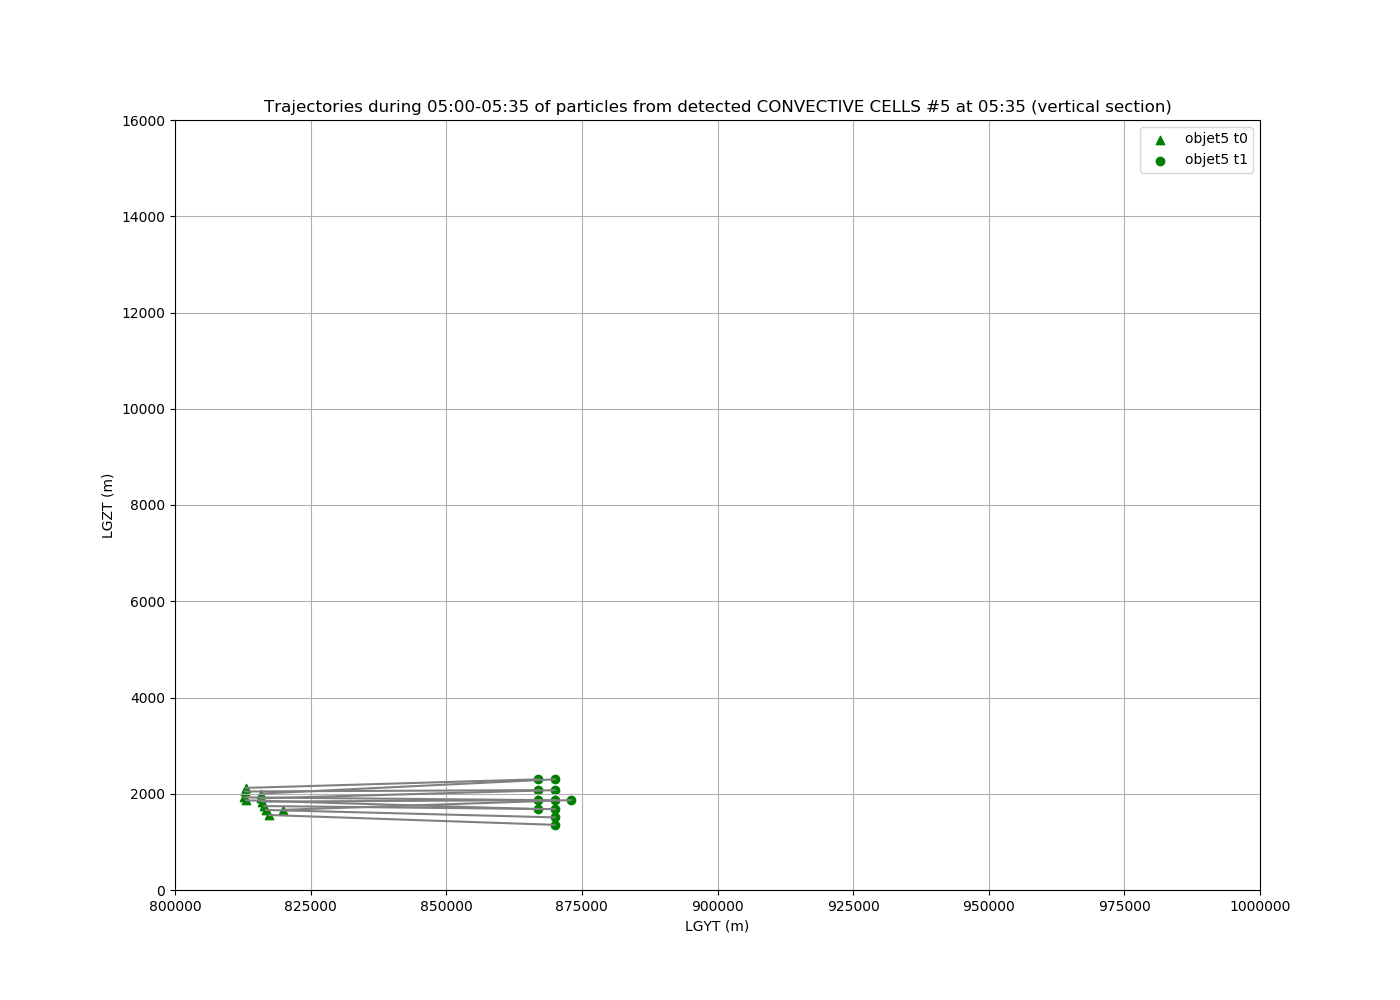 Trajectories during 05:00-05:35 of particles from detected CONVECTIVE CELLS #5 at 05:35 (vertical section)
16000
objet5 t0
objet5 t1
14000
12000
10000
LGZT (m)
8000
6000
4000
2000
0
800000 825000 850000 875000 900000 925000 950000 975000 1000000
LGYT (m)